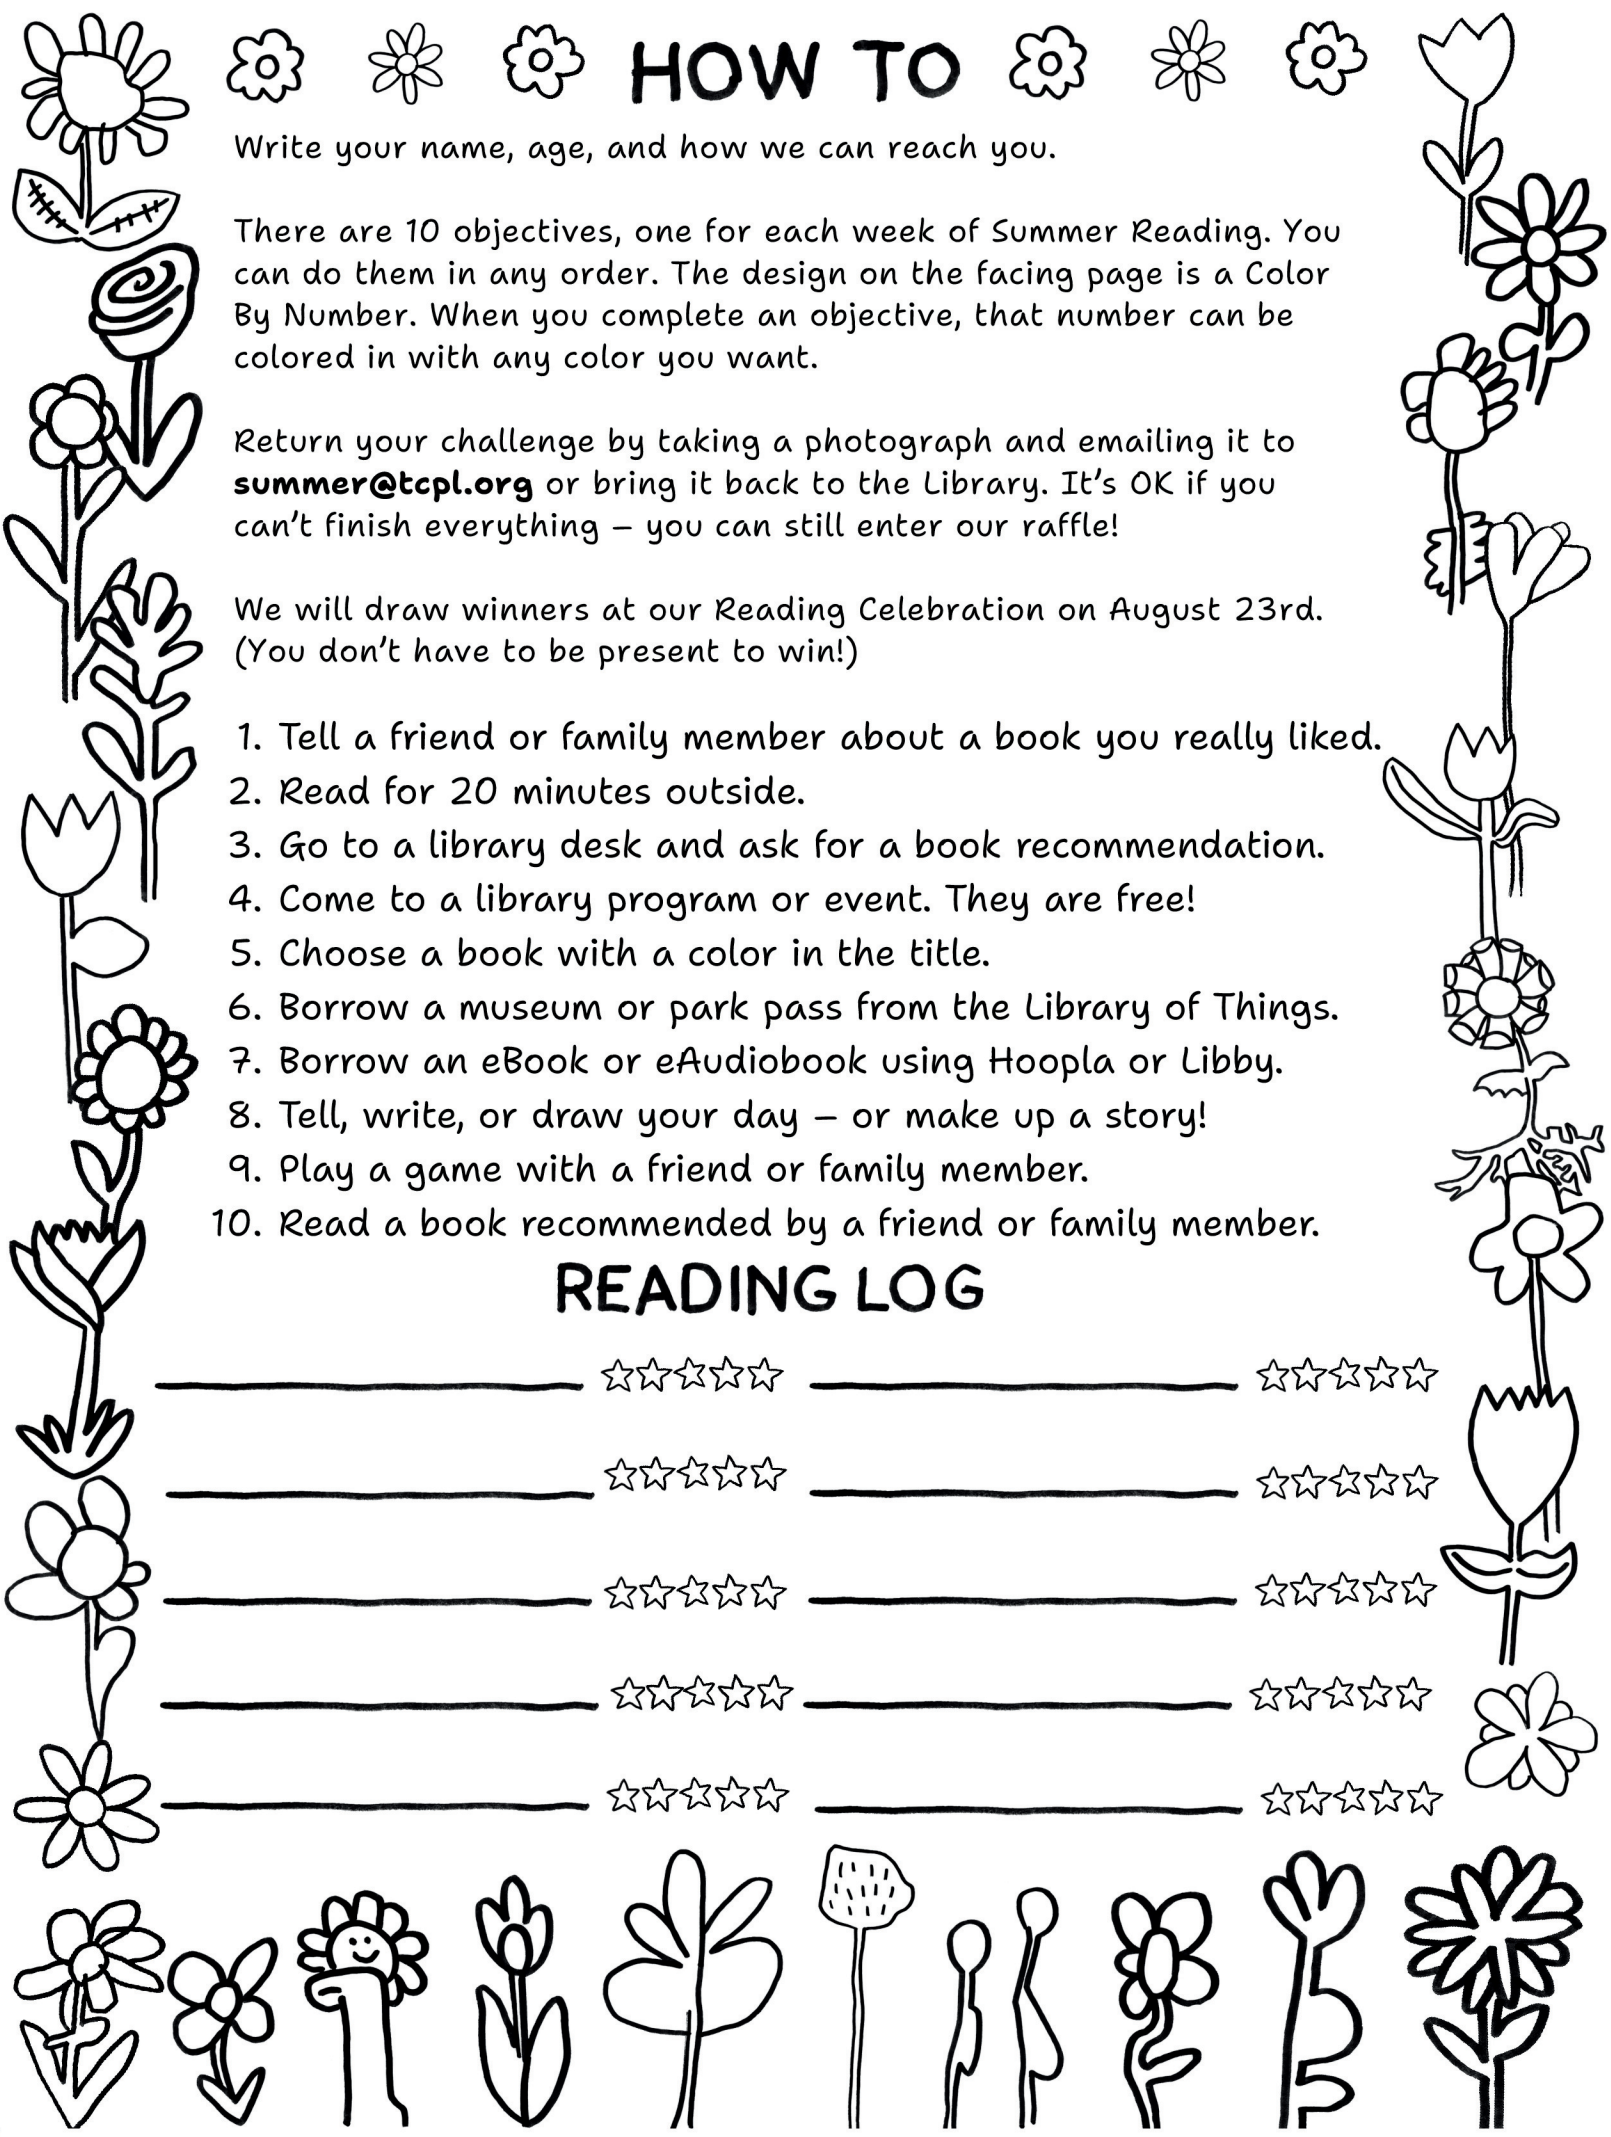 HOW TO
Write your name, age, and how we can reach you.
There are 10 objectives, one for each week of Summer Reading. You
can do them in any order. The design on the facing page is a Color
By Number. When you complete an objective, that number can be
colored in with any color you want.
Return your challenge by taking a photograph and emailing it to
summer@tcpl.org or bring it back to the Library. It’s OK if you
can’t finish everything – you can still enter our raffle!
We will draw winners at our Reading Celebration on August 23rd.
(You don’t have to be present to win!)
1. Tell a friend or family member about a book you really liked.
2. Read for 20 minutes outside.
3. Go to a library desk and ask for a book recommendation.
4. Come to a library program or event. They are free!
5. Choose a book with a color in the title.
6. Borrow a museum or park pass from the Library of Things.
7. Borrow an eBook or eAudiobook using Hoopla or Libby.
8. Tell, write, or draw your day – or make up a story!
9. Play a game with a friend or family member.
10. Read a book recommended by a friend or family member.
READING LOG